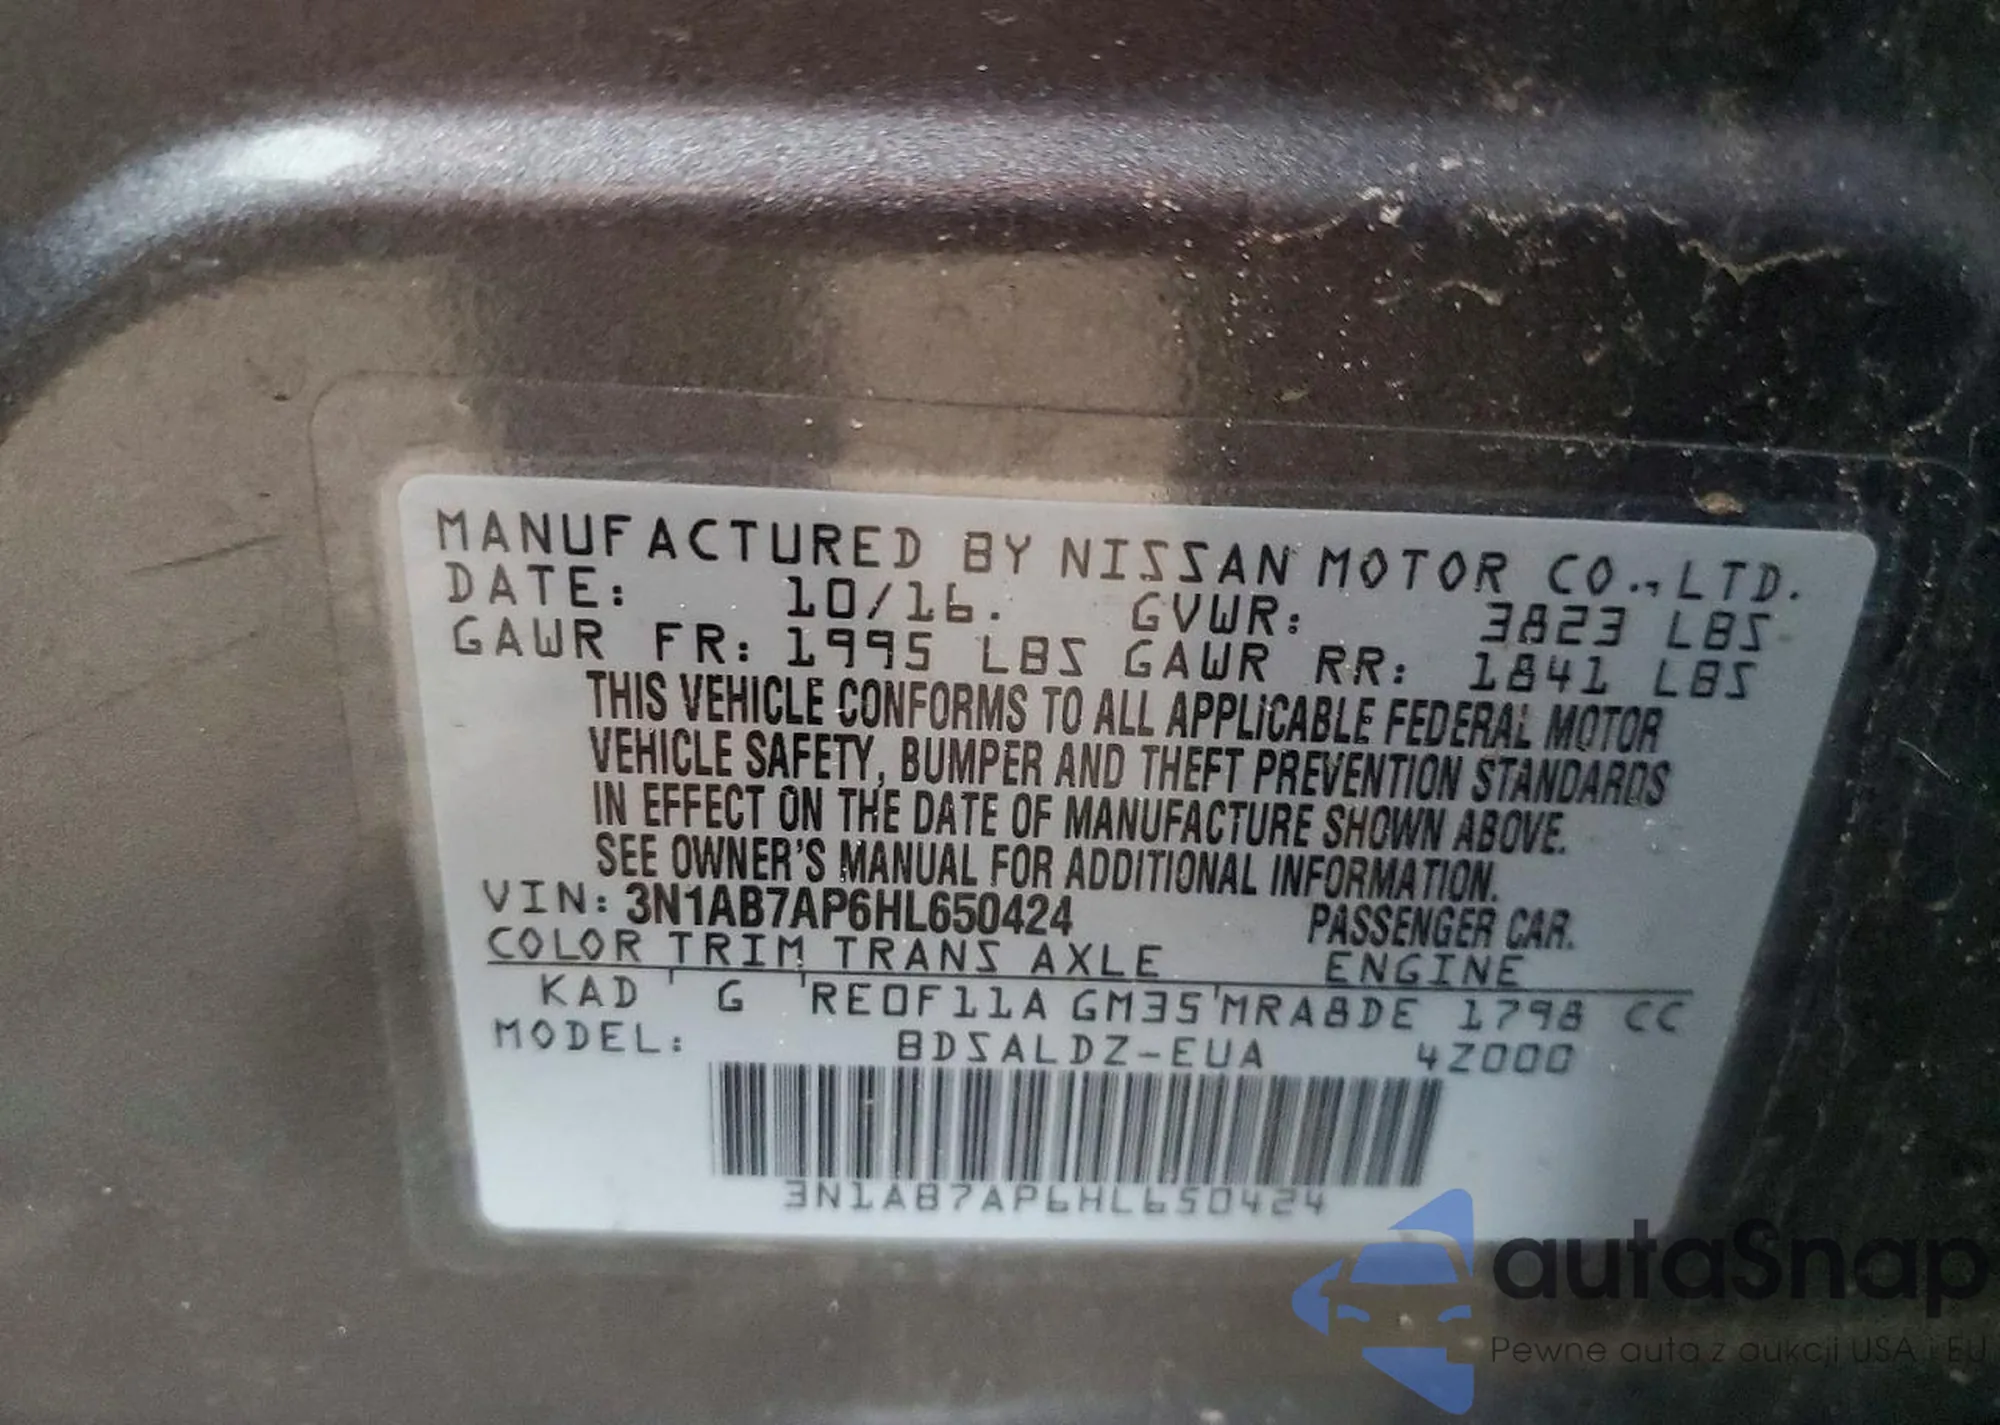 MANUFACTURED BY NISSAN MOTOR CO., LTD.
DATE: 10/16. GVWR: 3823 LBS
GAWR FR: 1995 LBS GAWR RR: 1841 LBS
THIS VEHICLE CONFORMS TO ALL APPLICABLE FEDERAL MOTOR
VEHICLE SAFETY, BUMPER AND THEFT PREVENTION STANDARDS
IN EFFECT ON THE DATE OF MANUFACTURE SHOWN ABOVE.
SEE OWNER'S MANUAL FOR ADDITIONAL INFORMATION.
VIN: 3N1AB7AP6HL650424 PASSENGER CAR.
COLOR TRIM TRANS AXLE ENGINE
KAD ' G 'RE0F11A GM35'MRA8DE 1798 CC
MODEL: BDSALDZ-EUA 4Z000
3N1AB7AP6HL650424
autaSnap
Pewne auta z aukcji USA i EU